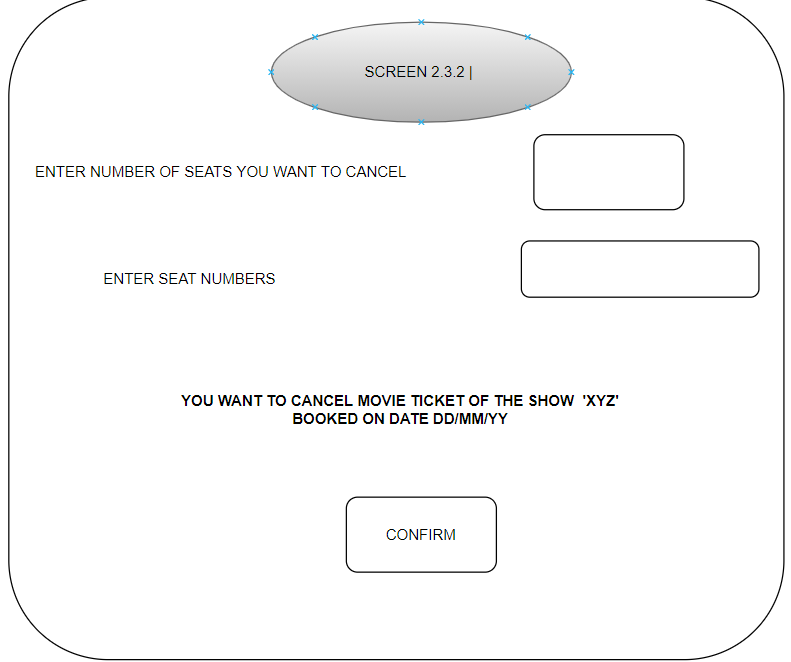 SCREEN 2.3.2 |
ENTER NUMBER OF SEATS YOU WANT TO CANCEL
ENTER SEAT NUMBERS
YOU WANT TO CANCEL MOVIE TICKET OF THE SHOW 'XYZ'
BOOKED ON DATE DD/MM/YY
CONFIRM